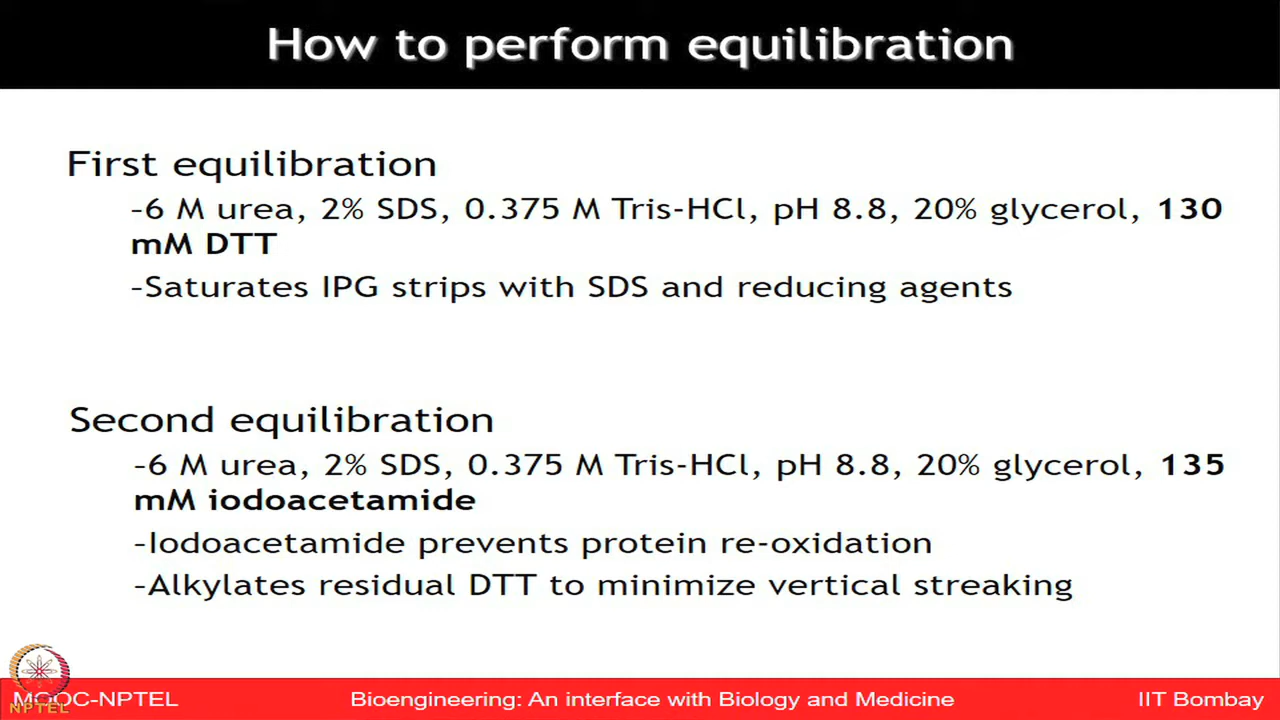 How to perform equilibration
First equilibration
-6 M urea, 2% SDS, 0.375 M Tris-HCl, pH 8.8, 20% glycerol, 130
mM DTT
-Saturates IPG strips with SDS and reducing agents
Second equilibration
-6 M urea, 2% SDS, 0.375 M Tris-HCl, pH 8.8, 20% glycerol, 135
mM iodoacetamide
-Iodoacetamide prevents protein re-oxidation
-Alkylates residual DTT to minimize vertical streaking
MOOC-NPTEL Bioengineering: An interface with Biology and Medicine IIT Bombay
NPTEL